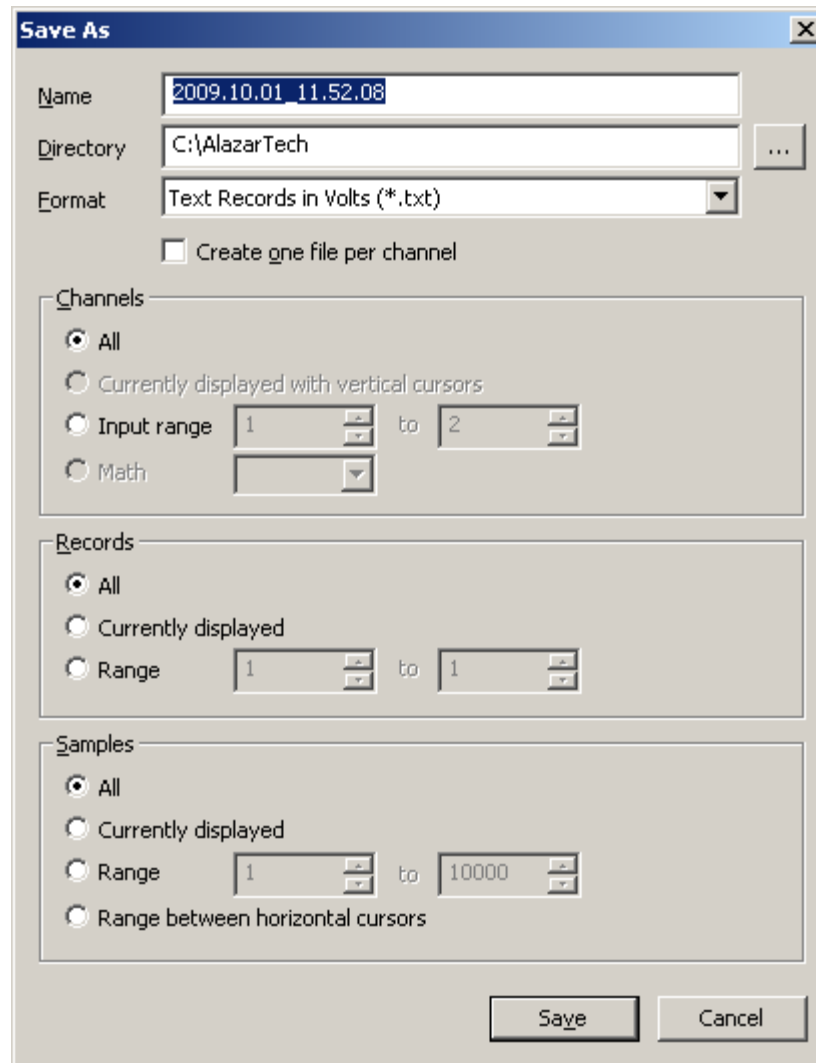 Save As
Name 2009.10.01_11.52.08
Directory C:\AlazarTech ...
Format Text Records in Volts (*.txt)
Create one file per channel
Channels
All
Currently displayed with vertical cursors
Input range 1 to 2
Math
Records
All
Currently displayed
Range 1 to 1
Samples
All
Currently displayed
Range 1 to 10000
Range between horizontal cursors
Save Cancel